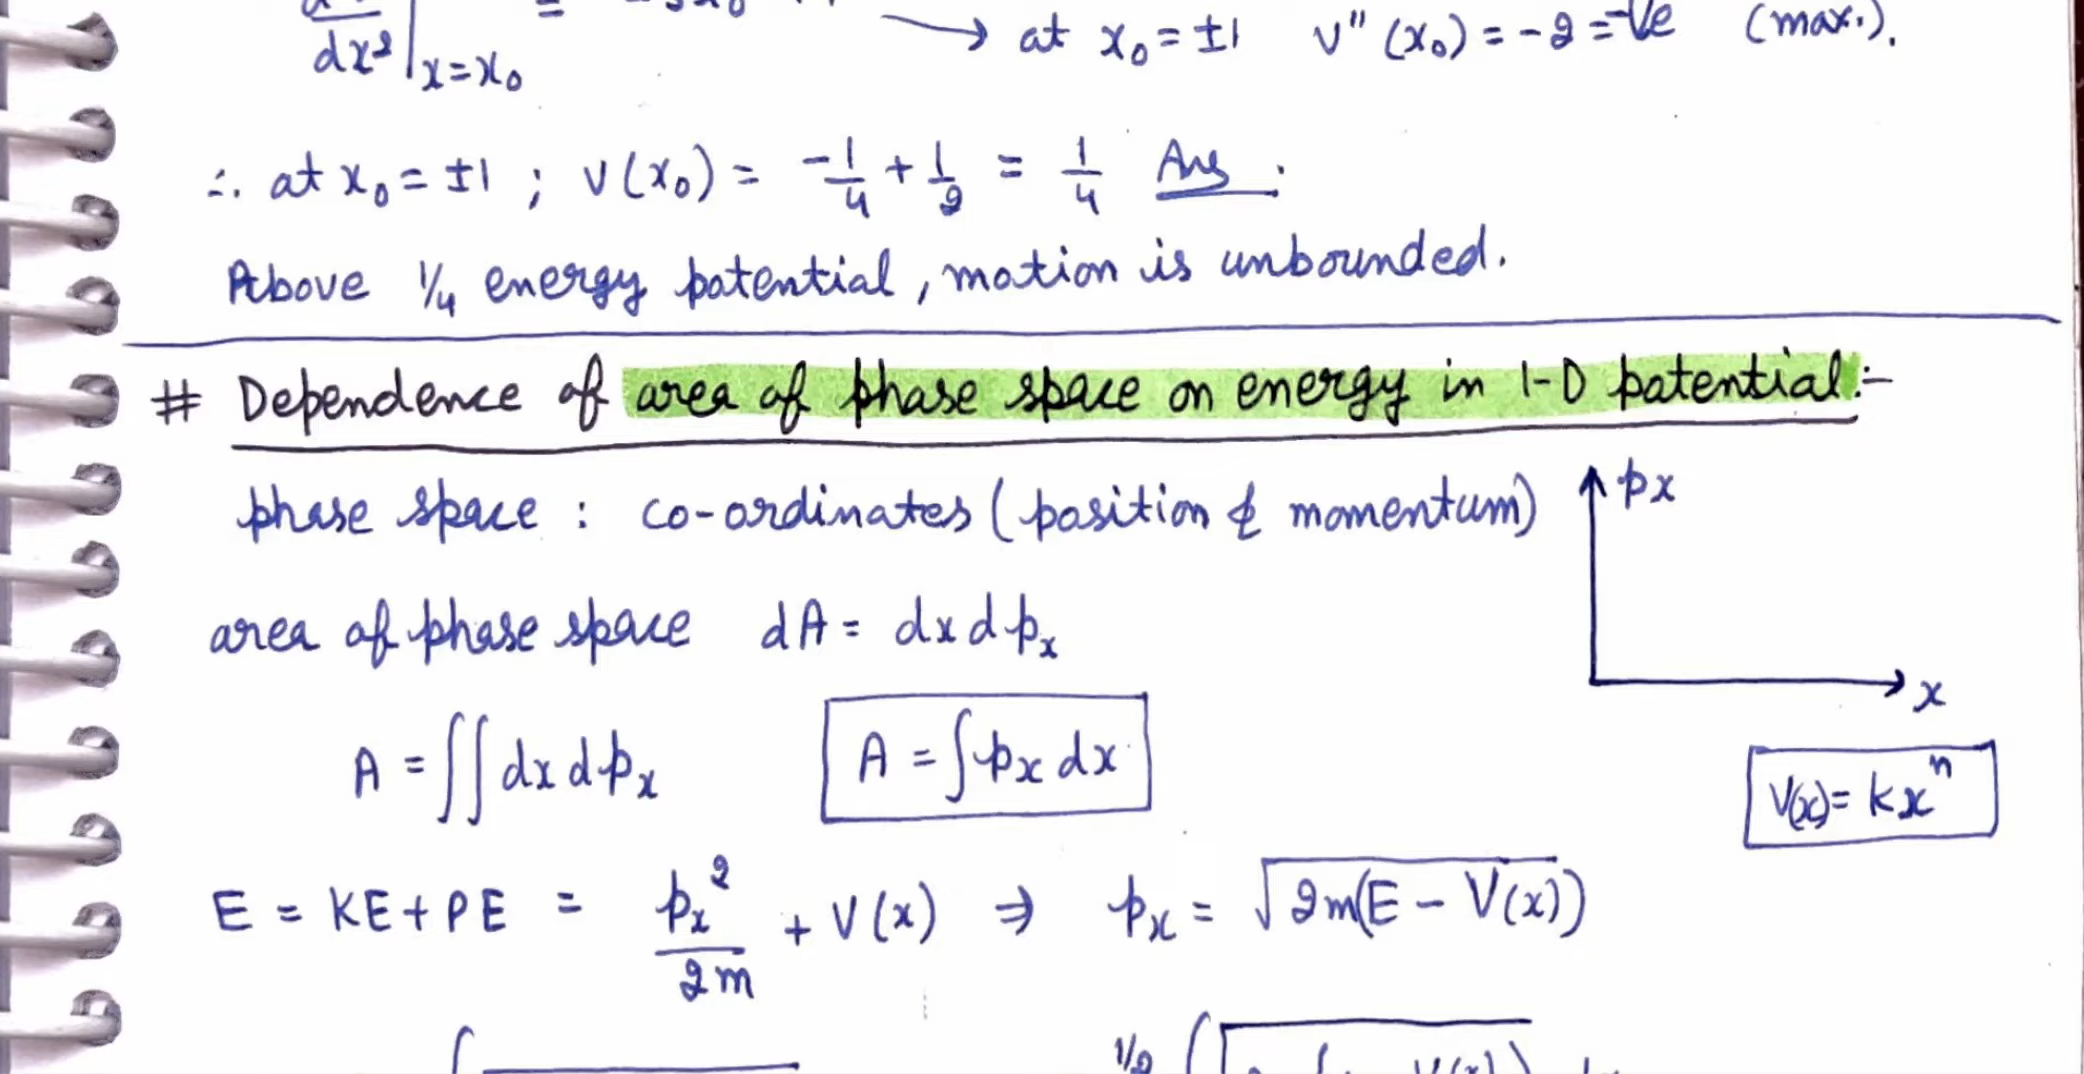 dx² |x=x₀ = → at x₀ = ±1 V"(x₀) = -2 = -ve (max.).
∴ at x₀ = ±1 ; V(x₀) = -1/4 + 1/2 = 1/4 Ans.
Above 1/4 energy potential, motion is unbounded.
# Dependence of area of phase space on energy in 1-D potential :-
phase space : co-ordinates (position & momentum)
px
area of phase space dA = dx dpₓ
x
A = ∬ dx dpₓ A = ∫ pₓ dx
V(x) = kxⁿ
E = KE + PE = pₓ²/2m + V(x) ⇒ pₓ = √2m(E - V(x))